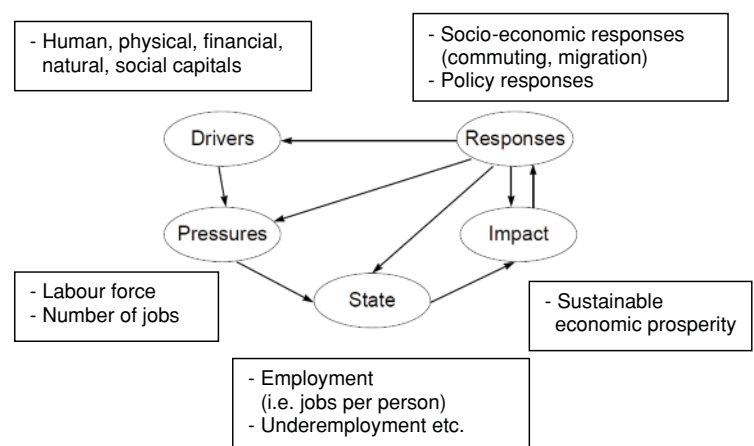 - Human, physical, financial,
natural, social capitals
- Socio-economic responses
(commuting, migration)
- Policy responses
Drivers
Responses
Pressures
Impact
State
- Labour force
- Number of jobs
- Sustainable
economic prosperity
- Employment
(i.e. jobs per person)
- Underemployment etc.